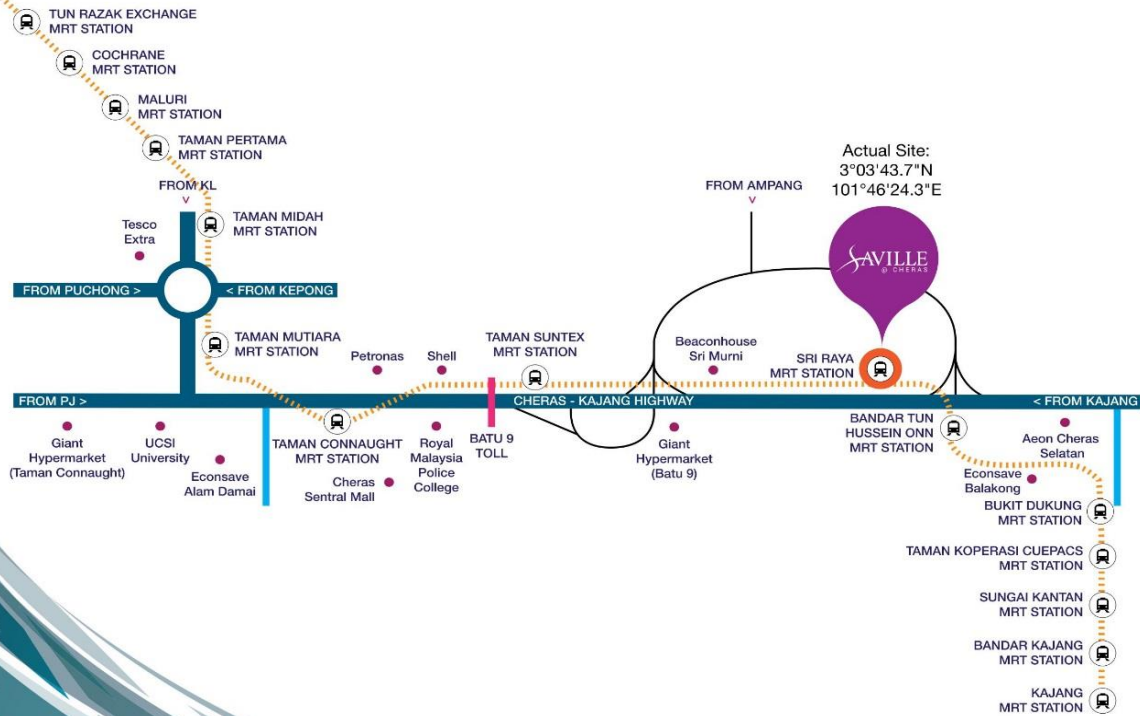 TUN RAZAK EXCHANGE
MRT STATION
COCHRANE
MRT STATION
MALURI
MRT STATION
TAMAN PERTAMA
MRT STATION
FROM KL
V
Tesco
Extra
TAMAN MIDAH
MRT STATION
FROM PUCHONG >
< FROM KEPONG
FROM AMPANG
V
Actual Site:
3°03'43.7"N
101°46'24.3"E
SAVILLE
@ CHERAS
TAMAN MUTIARA
MRT STATION
Petronas
Shell
TAMAN SUNTEX
MRT STATION
Beaconhouse
Sri Murni
SRI RAYA
MRT STATION
FROM PJ >
CHERAS - KAJANG HIGHWAY
< FROM KAJANG
Giant
Hypermarket
(Taman Connaught)
UCSI
University
Econsave
Alam Damai
TAMAN CONNAUGHT
MRT STATION
Cheras
Sentral Mall
Royal
Malaysia
Police
College
BATU 9
TOLL
Giant
Hypermarket
(Batu 9)
BANDAR TUN
HUSSEIN ONN
MRT STATION
Aeon Cheras
Selatan
Econsave
Balakong
BUKIT DUKUNG
MRT STATION
TAMAN KOPERASI CUEPACS
MRT STATION
SUNGAI KANTAN
MRT STATION
BANDAR KAJANG
MRT STATION
KAJANG
MRT STATION